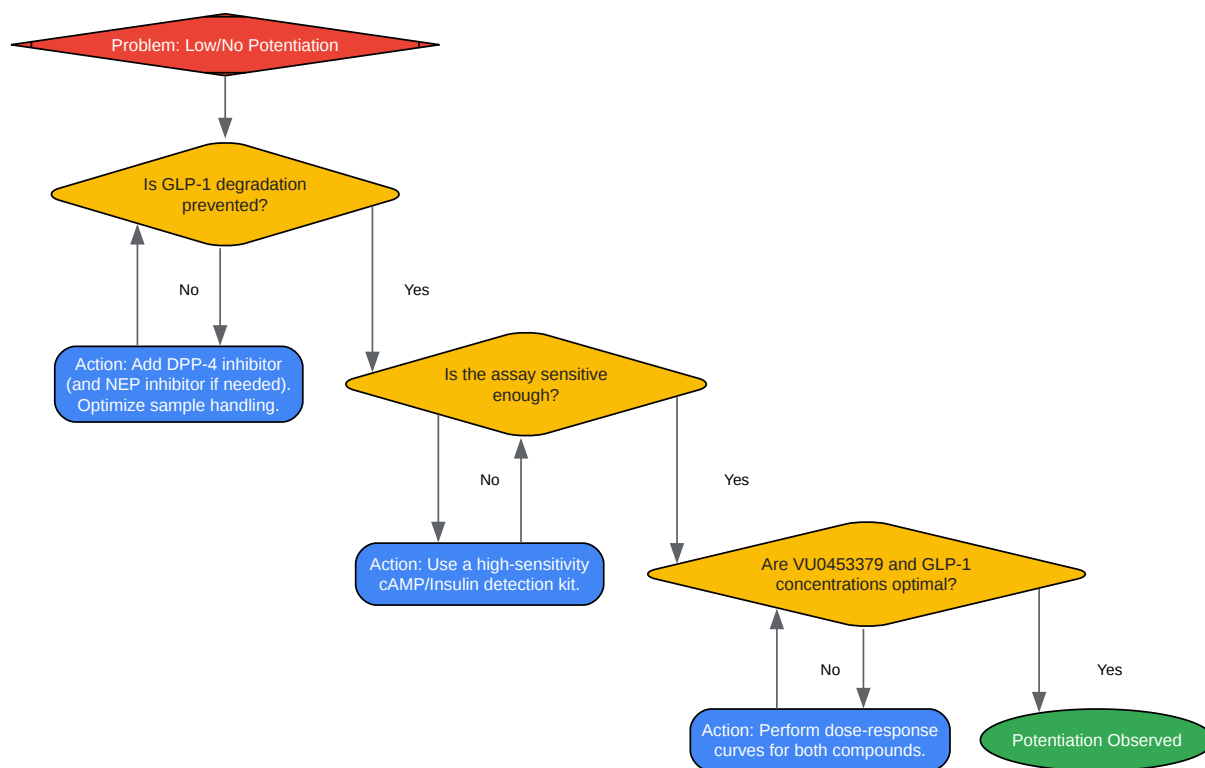 Problem: Low/No Potentiation
Is GLP-1 degradation
prevented?
No
Yes
Action: Add DPP-4 inhibitor
(and NEP inhibitor if needed).
Optimize sample handling.
Is the assay sensitive
enough?
No
Yes
Action: Use a high-sensitivity
cAMP/Insulin detection kit.
Are VU0453379 and GLP-1
concentrations optimal?
No
Yes
Action: Perform dose-response
curves for both compounds.
Potentiation Observed